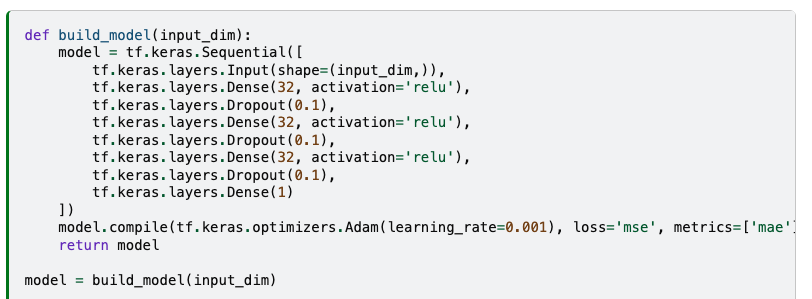 def build_model(input_dim):
    model = tf.keras.Sequential([
        tf.keras.layers.Input(shape=(input_dim,)),
        tf.keras.layers.Dense(32, activation='relu'),
        tf.keras.layers.Dropout(0.1),
        tf.keras.layers.Dense(32, activation='relu'),
        tf.keras.layers.Dropout(0.1),
        tf.keras.layers.Dense(32, activation='relu'),
        tf.keras.layers.Dropout(0.1),
        tf.keras.layers.Dense(1)
    ])
    model.compile(tf.keras.optimizers.Adam(learning_rate=0.001), loss='mse', metrics=['mae']
    return model
model = build_model(input_dim)